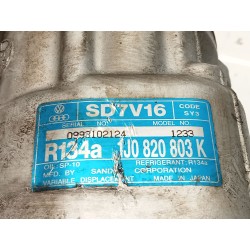 SD7V16
CODE
SY3
SERIAL NO.
MODEL NO.
0993102124
1233
R134a
1J0 820 803 K
OIL: SP-10
REFRIGERANT: R134a
MFD. BY
SAND
CORPORATION
VARIABLE DISPLACEMENT
MADE IN JAPAN